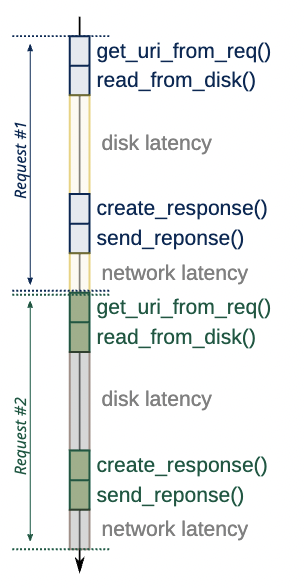 Request #1
get_uri_from_req()
read_from_disk()
disk latency
create_response()
send_reponse()
network latency
Request #2
get_uri_from_req()
read_from_disk()
disk latency
create_response()
send_reponse()
network latency